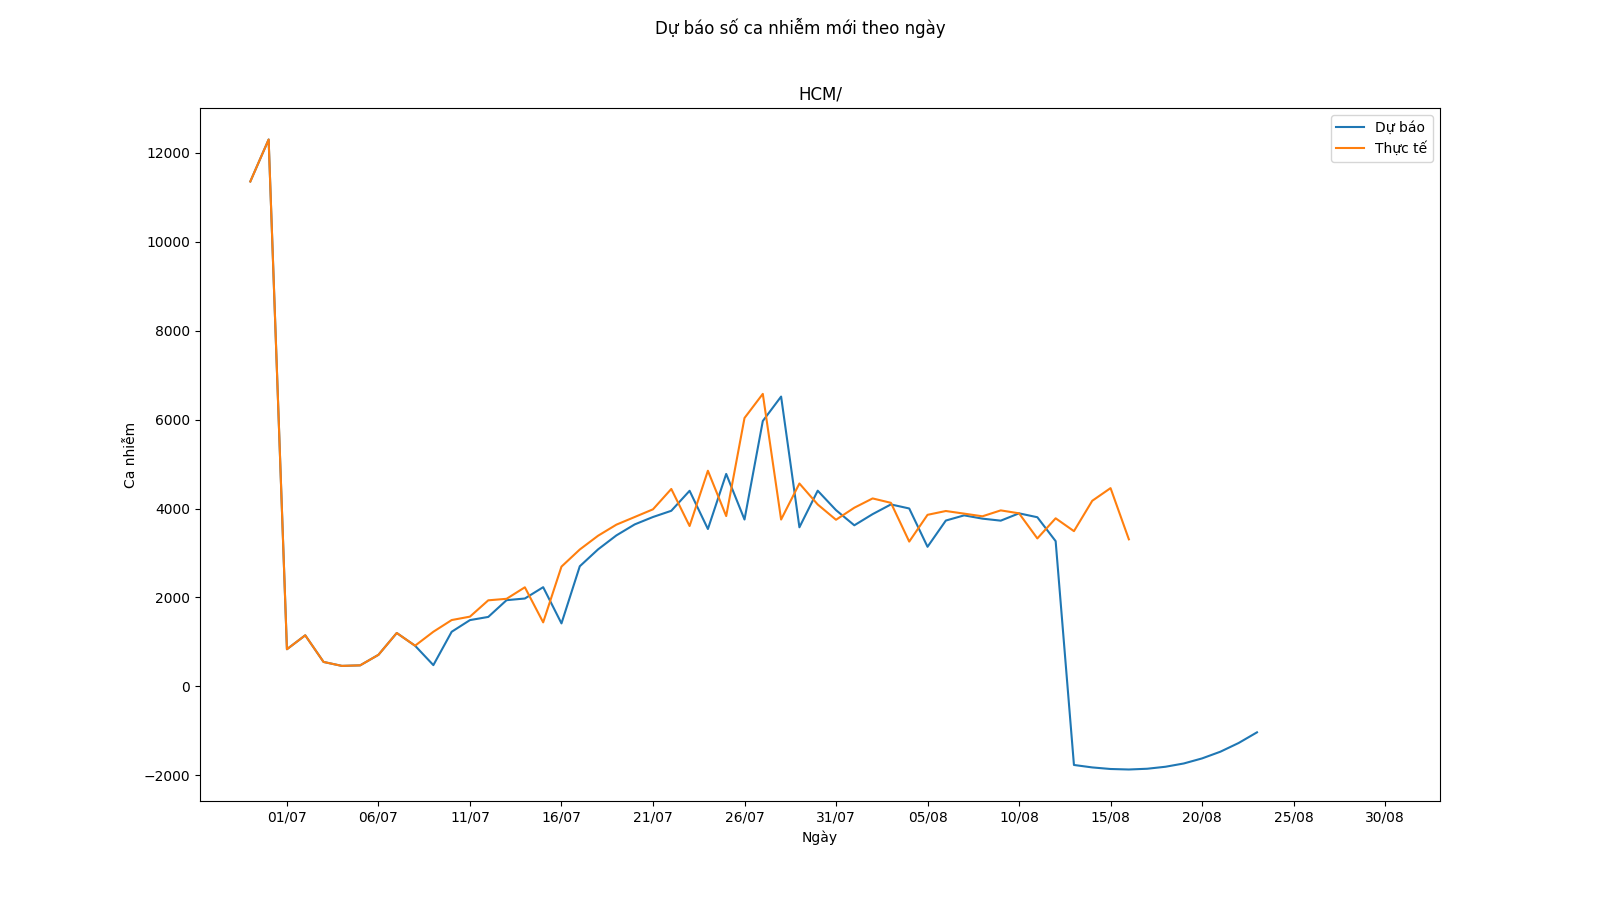 Dự báo số ca nhiễm mới theo ngày
HCM/
Dự báo
Thực tế
12000
10000
8000
6000
4000
2000
0
−2000
Ca nhiễm
01/07 06/07 11/07 16/07 21/07 26/07 31/07 05/08 10/08 15/08 20/08 25/08 30/08
Ngày